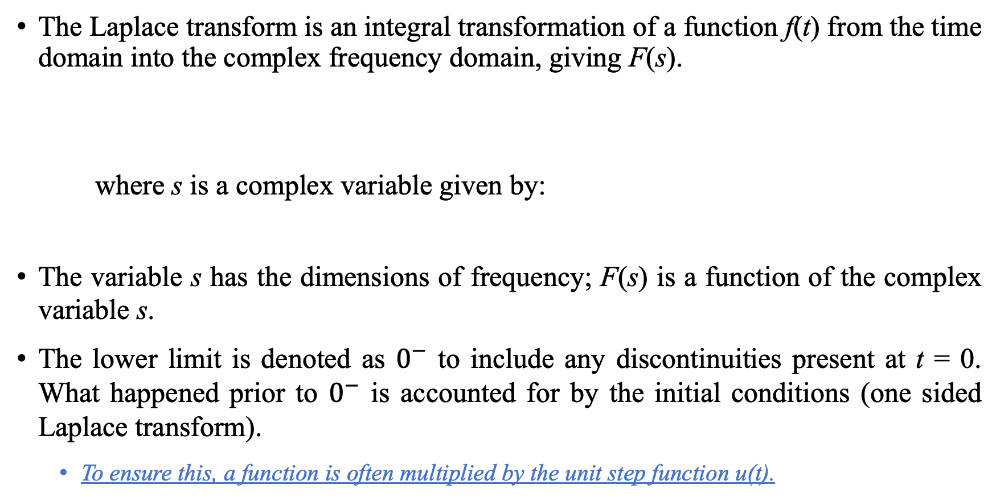 • The Laplace transform is an integral transformation of a function f(t) from the time
domain into the complex frequency domain, giving F(s).
where s is a complex variable given by:
• The variable s has the dimensions of frequency; F(s) is a function of the complex
variable s.
• The lower limit is denoted as 0⁻ to include any discontinuities present at t = 0.
What happened prior to 0⁻ is accounted for by the initial conditions (one sided
Laplace transform).
• To ensure this, a function is often multiplied by the unit step function u(t).